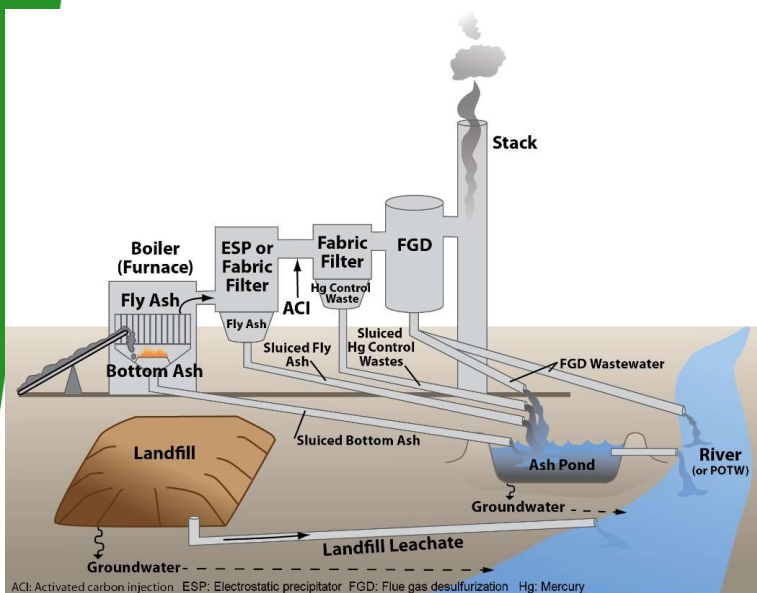 Stack
Boiler
(Furnace)
ESP or
Fabric
Filter
Fabric
Filter
FGD
Fly Ash
Hg Control
Waste
ACI
Fly Ash
Bottom Ash
Sluiced Fly
Ash
Sluiced
Hg Control
Wastes
FGD Wastewater
Sluiced Bottom Ash
Landfill
Ash Pond
River
(or POTW)
Groundwater
Landfill Leachate
Groundwater
ACI: Activated carbon injection ESP: Electrostatic precipitator FGD: Flue gas desulfurization Hg: Mercury